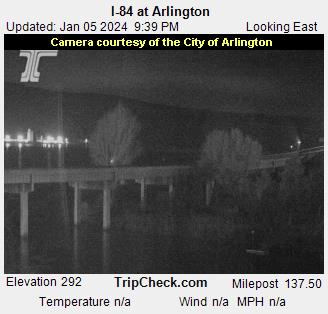 I-84 at Arlington
Updated: Jan 05 2024 9:39 PM Looking East
Camera courtesy of the City of Arlington
Elevation 292 TripCheck.com Milepost 137.50
Temperature n/a Wind n/a MPH n/a